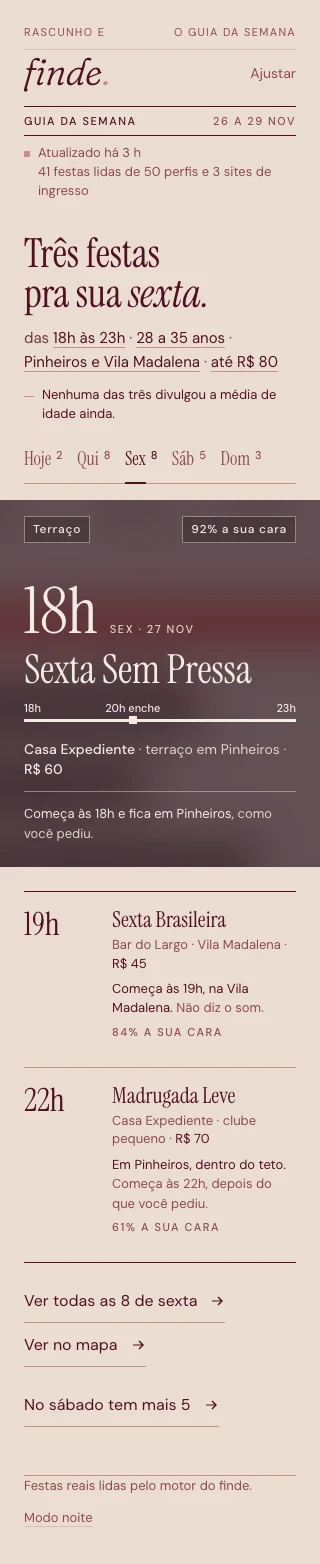 RASCUNHO E
O GUIA DA SEMANA
finde.
Ajustar
GUIA DA SEMANA
26 A 29 NOV
Atualizado há 3 h
41 festas lidas de 50 perfis e 3 sites de
ingresso
Três festas
pra sua sexta.
das 18h às 23h · 28 a 35 anos ·
Pinheiros e Vila Madalena · até R$ 80
— Nenhuma das três divulgou a média de
idade ainda.
Hoje 2 Qui 8 Sex 8 Sáb 5 Dom 3
Terraço
92% a sua cara
18h SEX · 27 NOV
Sexta Sem Pressa
18h 20h enche 23h
Casa Expediente · terraço em Pinheiros ·
R$ 60
Começa às 18h e fica em Pinheiros, como
você pediu.
19h
Sexta Brasileira
Bar do Largo · Vila Madalena ·
R$ 45
Começa às 19h, na Vila
Madalena. Não diz o som.
84% A SUA CARA
22h
Madrugada Leve
Casa Expediente · clube
pequeno · R$ 70
Em Pinheiros, dentro do teto.
Começa às 22h, depois do
que você pediu.
61% A SUA CARA
Ver todas as 8 de sexta →
Ver no mapa →
No sábado tem mais 5 →
Festas reais lidas pelo motor do finde.
Modo noite